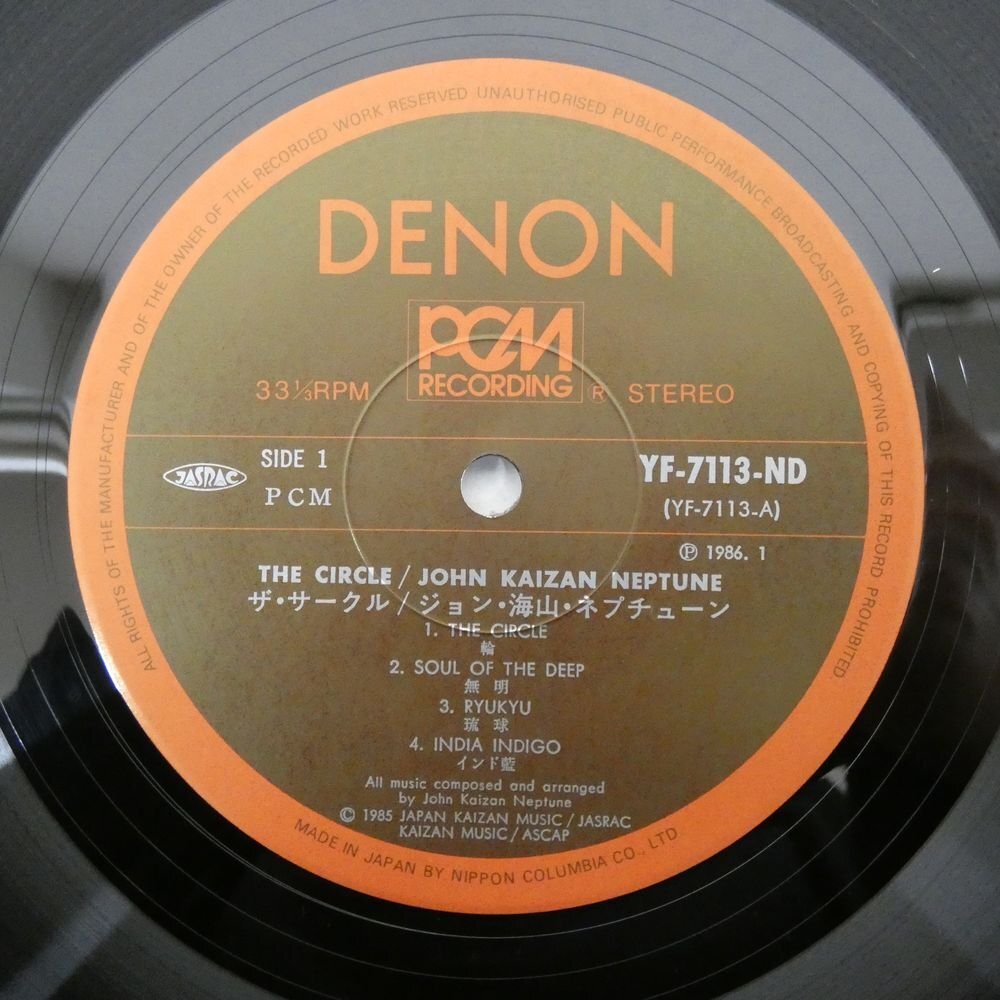 ALL RIGHTS OF THE MANUFACTURER AND OF THE OWNER OF THE RECORDED WORK RESERVED UNAUTHORISED PUBLIC PERFORMANCE BROADCASTING AND COPYING OF THIS RECORD PROHIBITED
DENON
PCM
RECORDING
33⅓RPM Ⓡ STEREO
JASRAC SIDE 1 YF-7113-ND
PCM (YF-7113-A)
Ⓟ 1986. 1
THE CIRCLE / JOHN KAIZAN NEPTUNE
ザ・サークル/ジョン・海山・ネプチューン
1. THE CIRCLE
輪
2. SOUL OF THE DEEP
無明
3. RYUKYU
琉球
4. INDIA INDIGO
インド藍
All music composed and arranged
by John Kaizan Neptune
© 1985 JAPAN KAIZAN MUSIC / JASRAC
KAIZAN MUSIC / ASCAP
MADE IN JAPAN BY NIPPON COLUMBIA CO., LTD